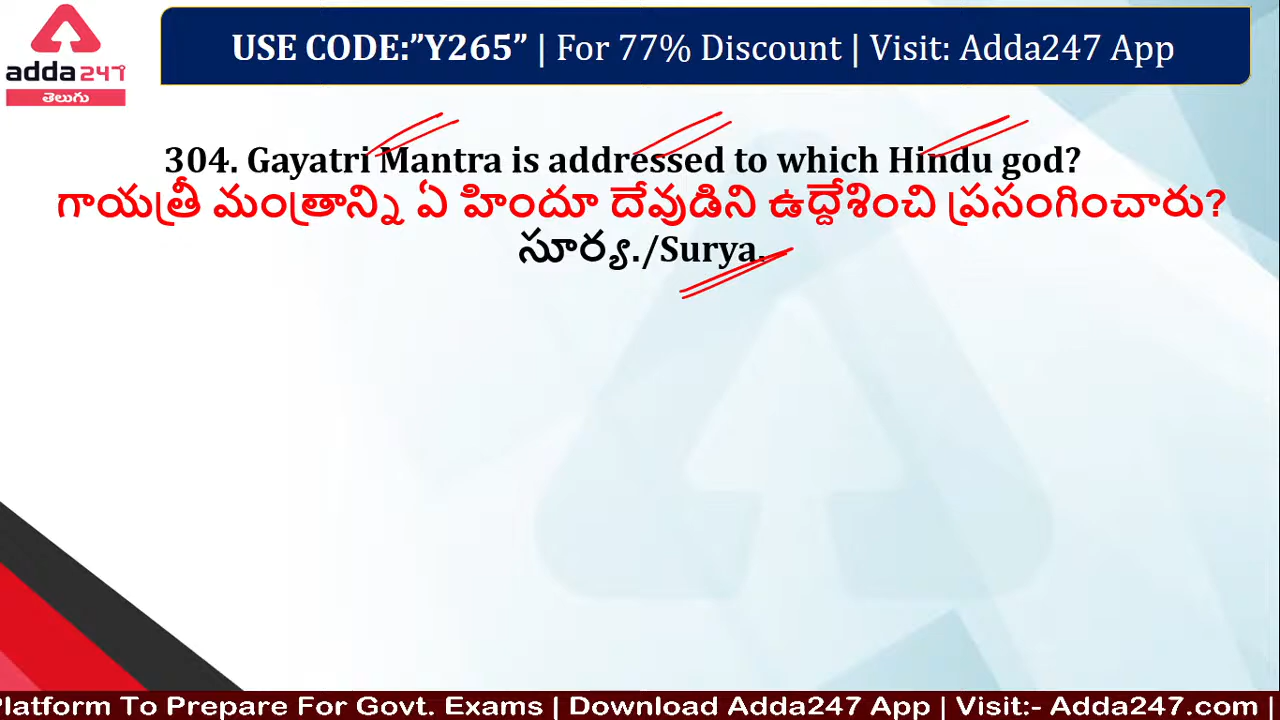 USE CODE:”Y265” | For 77% Discount | Visit: Adda247 App
adda247
తెలుగు
304. Gayatri Mantra is addressed to which Hindu god?
గాయత్రీ మంత్రాన్ని ఏ హిందూ దేవుడిని ఉద్దేశించి ప్రసంగించారు?
సూర్య./Surya.
Platform To Prepare For Govt. Exams | Download Adda247 App | Visit:- Adda247.com |